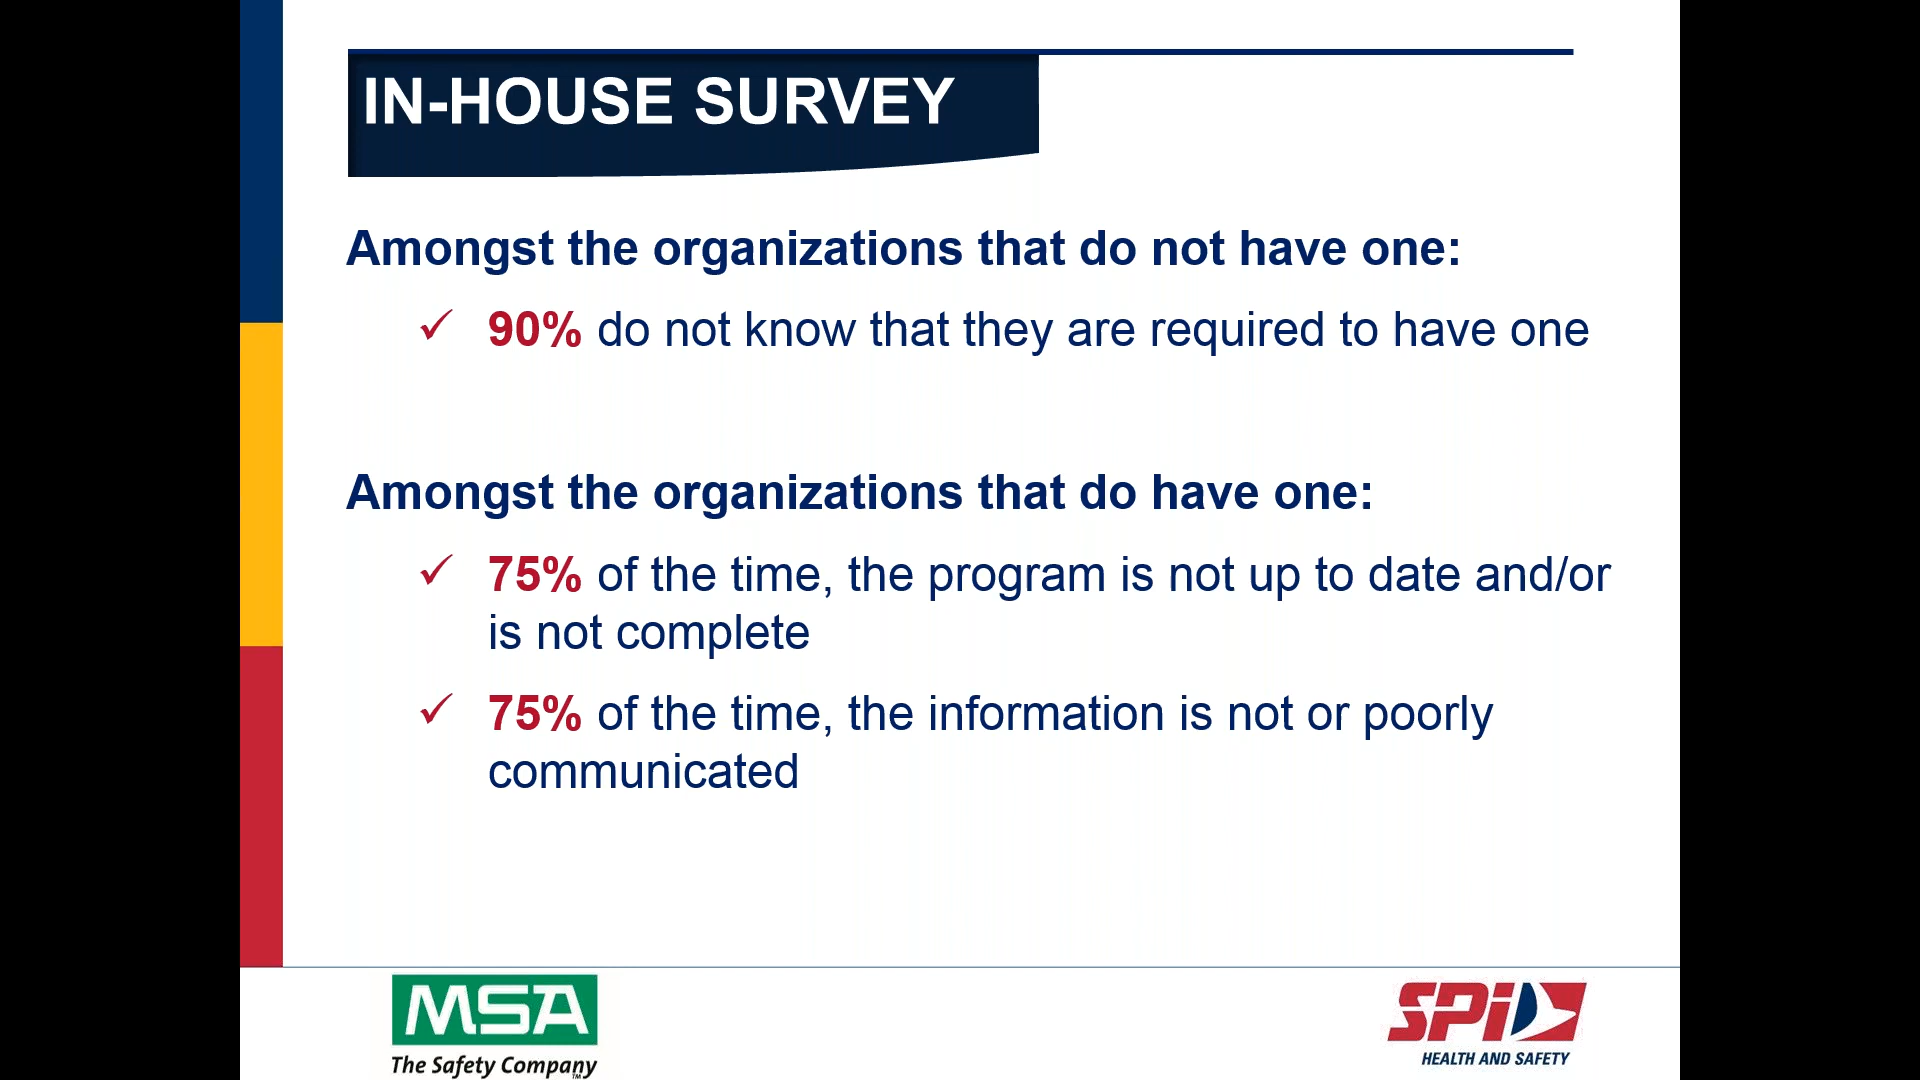 IN-HOUSE SURVEY
Amongst the organizations that do not have one:
✓ 90% do not know that they are required to have one
Amongst the organizations that do have one:
✓ 75% of the time, the program is not up to date and/or
is not complete
✓ 75% of the time, the information is not or poorly
communicated
MSA
The Safety Company™
SPi
HEALTH AND SAFETY